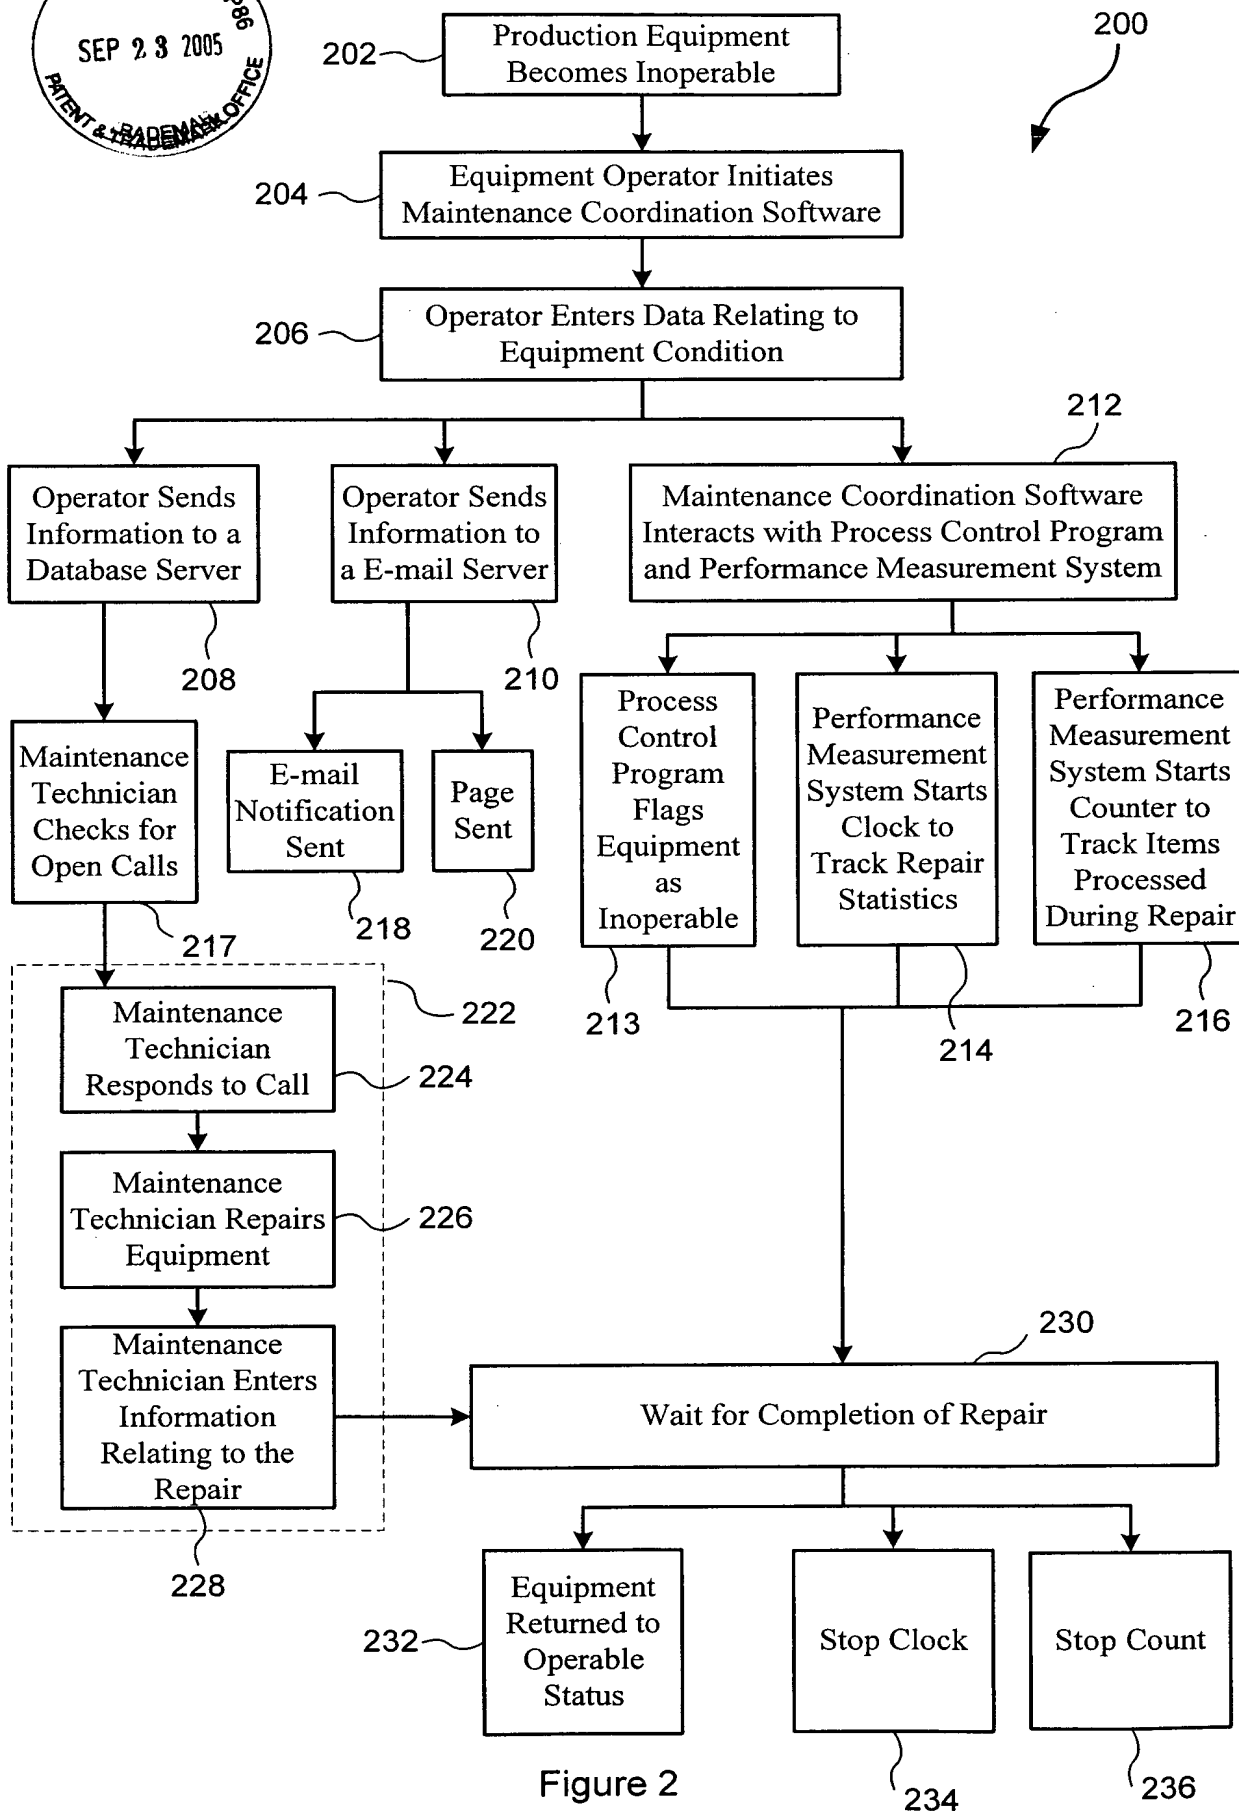 SEP 23 2005
PATENT & TRADEMARK OFFICE
200
202
Production Equipment
Becomes Inoperable
204
Equipment Operator Initiates
Maintenance Coordination Software
206
Operator Enters Data Relating to
Equipment Condition
212
Operator Sends
Information to a
Database Server
208
Operator Sends
Information to
a E-mail Server
210
Maintenance Coordination Software
Interacts with Process Control Program
and Performance Measurement System
Maintenance
Technician
Checks for
Open Calls
217
E-mail
Notification
Sent
218
Page
Sent
220
Process
Control
Program
Flags
Equipment
as
Inoperable
213
Performance
Measurement
System Starts
Clock to
Track Repair
Statistics
214
Performance
Measurement
System Starts
Counter to
Track Items
Processed
During Repair
216
222
Maintenance
Technician
Responds to Call
224
Maintenance
Technician Repairs
Equipment
226
Maintenance
Technician Enters
Information
Relating to the
Repair
228
230
Wait for Completion of Repair
232
Equipment
Returned to
Operable
Status
Stop Clock
234
Stop Count
236
Figure 2